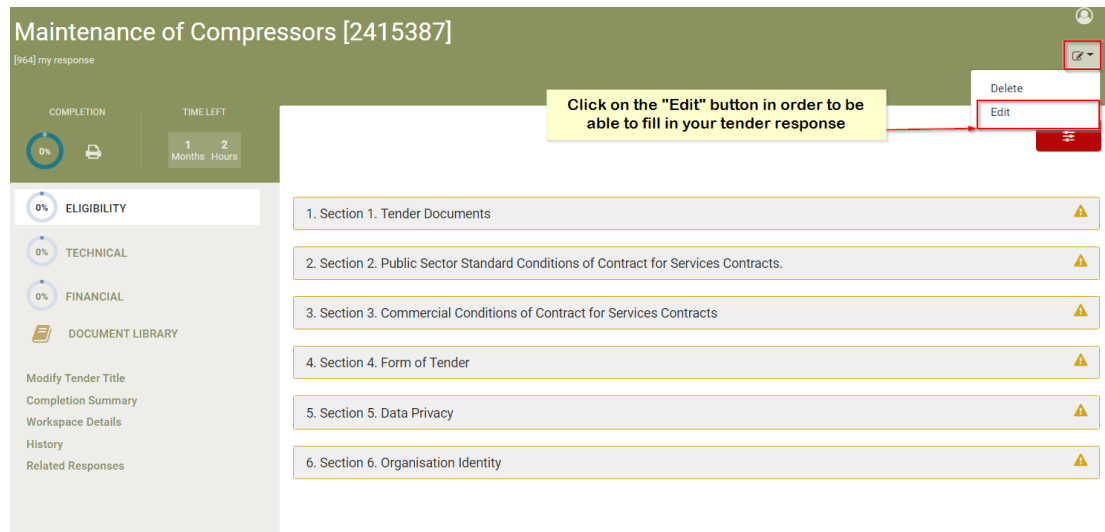 Maintenance of Compressors [2415387]
[964] my response
Delete
Edit
Click on the "Edit" button in order to be
able to fill in your tender response
COMPLETION
TIME LEFT
0%
1 2
Months Hours
0% ELIGIBILITY
0% TECHNICAL
0% FINANCIAL
DOCUMENT LIBRARY
Modify Tender Title
Completion Summary
Workspace Details
History
Related Responses
1. Section 1. Tender Documents
2. Section 2. Public Sector Standard Conditions of Contract for Services Contracts.
3. Section 3. Commercial Conditions of Contract for Services Contracts
4. Section 4. Form of Tender
5. Section 5. Data Privacy
6. Section 6. Organisation Identity